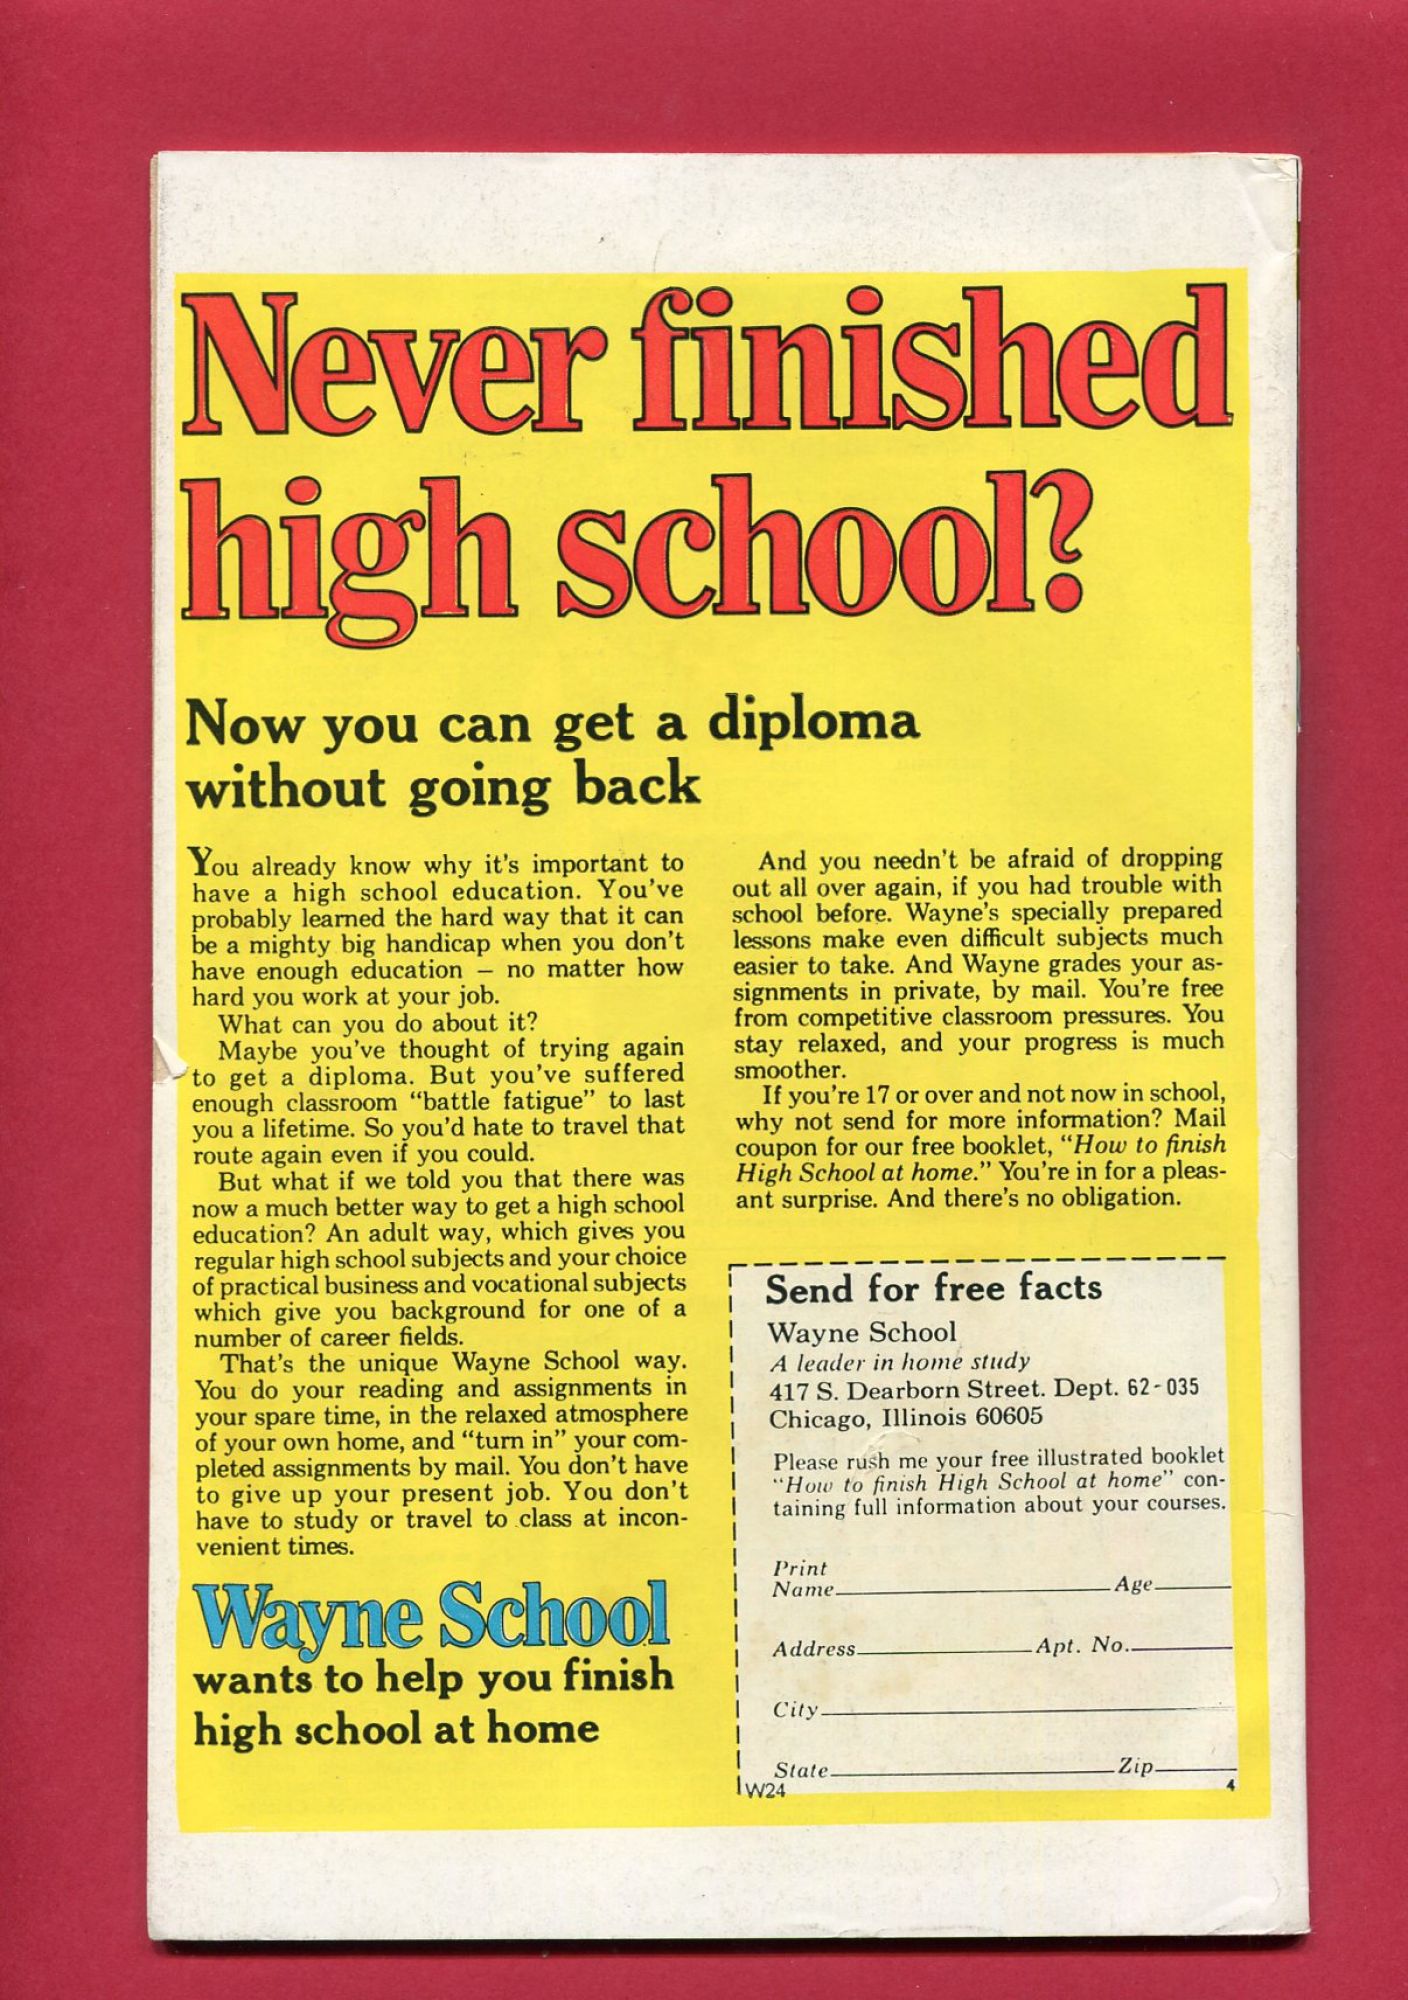 Never finished
high school?
Now you can get a diploma
without going back
You already know why it's important to
have a high school education. You've
probably learned the hard way that it can
be a mighty big handicap when you don't
have enough education – no matter how
hard you work at your job.
What can you do about it?
Maybe you've thought of trying again
to get a diploma. But you've suffered
enough classroom "battle fatigue" to last
you a lifetime. So you'd hate to travel that
route again even if you could.
But what if we told you that there was
now a much better way to get a high school
education? An adult way, which gives you
regular high school subjects and your choice
of practical business and vocational subjects
which give you background for one of a
number of career fields.
That's the unique Wayne School way.
You do your reading and assignments in
your spare time, in the relaxed atmosphere
of your own home, and "turn in" your com-
pleted assignments by mail. You don't have
to give up your present job. You don't
have to study or travel to class at incon-
venient times.
Wayne School
wants to help you finish
high school at home
And you needn't be afraid of dropping
out all over again, if you had trouble with
school before. Wayne's specially prepared
lessons make even difficult subjects much
easier to take. And Wayne grades your as-
signments in private, by mail. You're free
from competitive classroom pressures. You
stay relaxed, and your progress is much
smoother.
If you're 17 or over and not now in school,
why not send for more information? Mail
coupon for our free booklet, "How to finish
High School at home." You're in for a pleas-
ant surprise. And there's no obligation.
Send for free facts
Wayne School
A leader in home study
417 S. Dearborn Street. Dept. 62-035
Chicago, Illinois 60605
Please rush me your free illustrated booklet
"How to finish High School at home" con-
taining full information about your courses.
Print
Name Age
Address Apt. No.
City
State Zip
W24 4